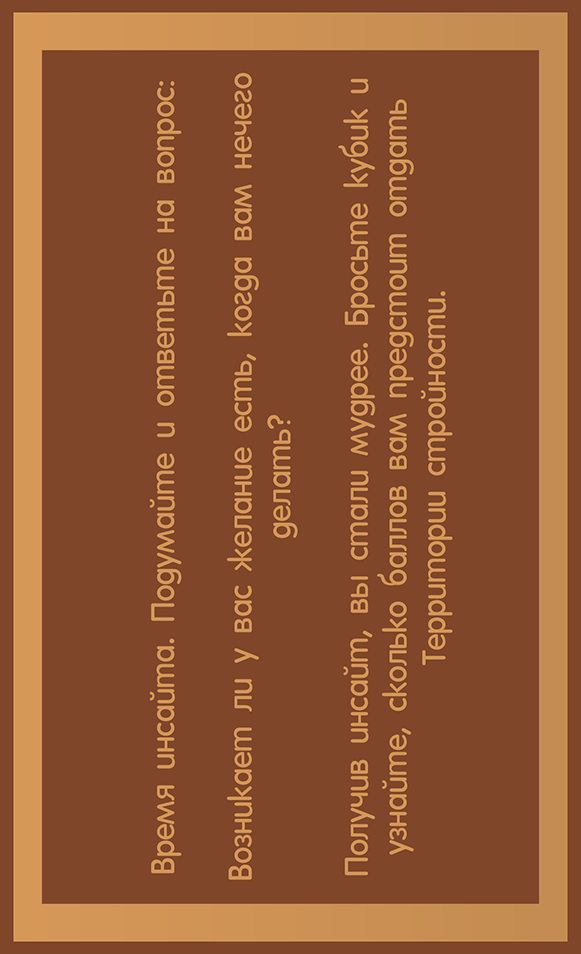 Время инсайта. Подумайте и ответьте на вопрос:
Возникает ли у вас желание есть, когда вам нечего
делать?
Получив инсайт, вы стали мудрее. Бросьте кубик и
узнайте, сколько баллов вам предстоит отдать
Территории стройности.